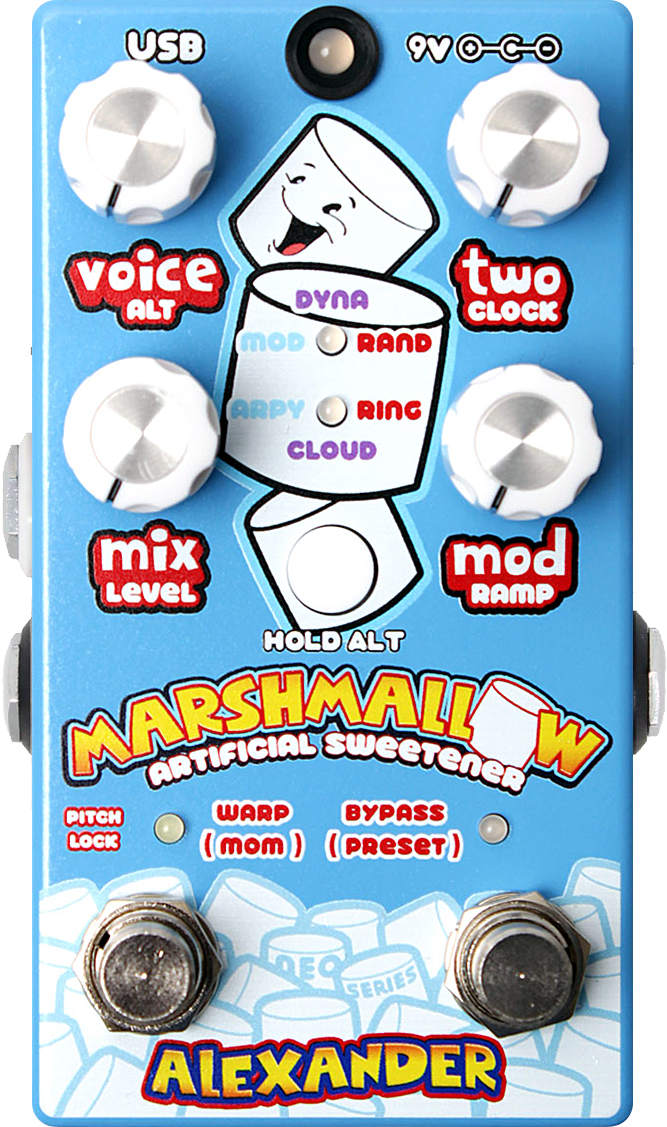 USB
9V
voice
ALT
two
CLOCK
DYNA
MOD RAND
ARPY RING
CLOUD
mix
LEVEL
mod
RAMP
HOLD ALT
MARSHMALLOW
ARTIFICIAL SWEETENER
PITCH
LOCK
WARP
(MOM)
BYPASS
(PRESET)
NEO
SERIES
ALEXANDER